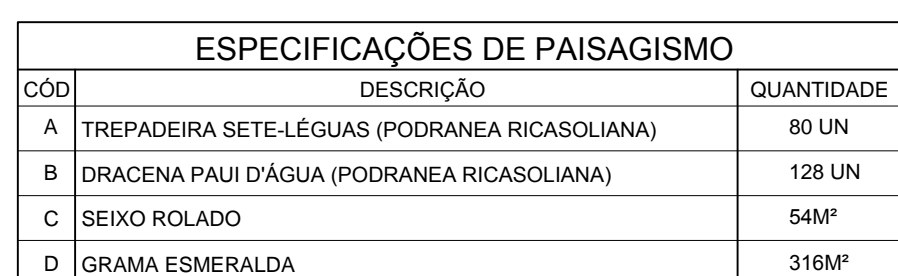 ESPECIFICAÇÕES DE PAISAGISMO
CÓD DESCRIÇÃO QUANTIDADE
A TREPADEIRA SETE-LÉGUAS (PODRANEA RICASOLIANA) 80 UN
B DRACENA PAUI D'ÁGUA (PODRANEA RICASOLIANA) 128 UN
C SEIXO ROLADO 54M²
D GRAMA ESMERALDA 316M²